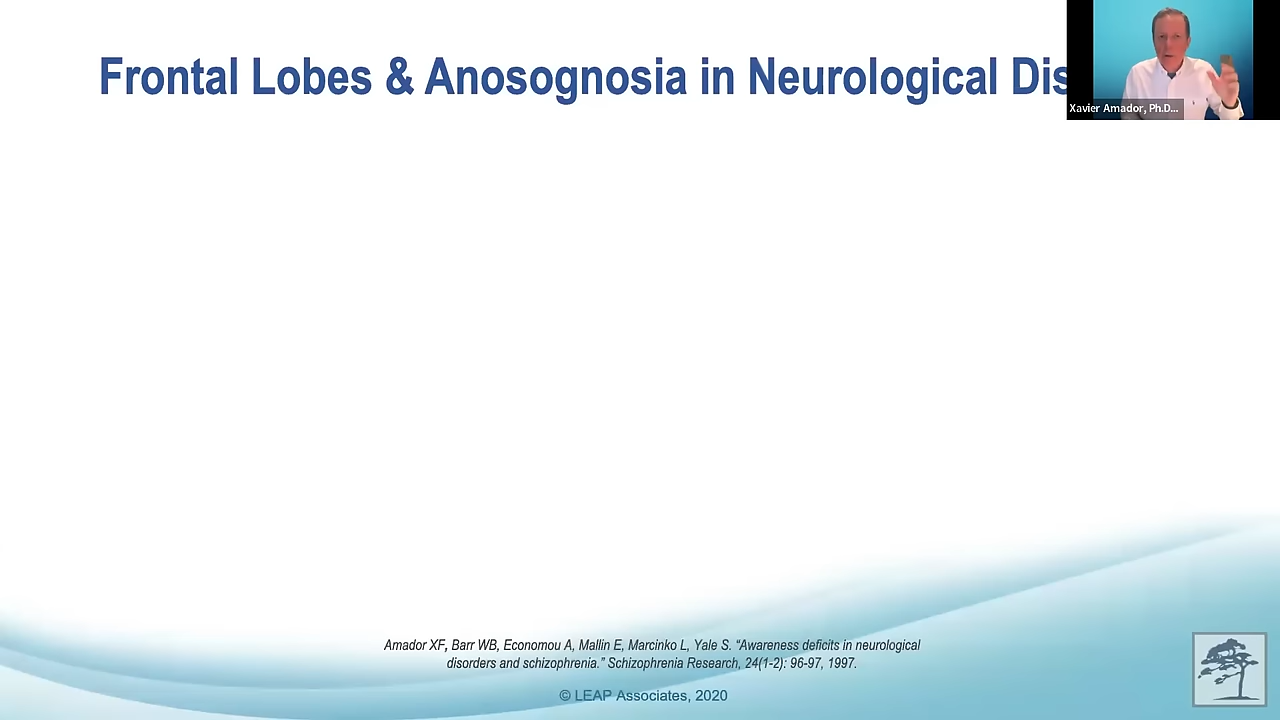 Frontal Lobes & Anosognosia in Neurological Dis
Xavier Amador, Ph.D...
Amador XF, Barr WB, Economou A, Mallin E, Marcinko L, Yale S. “Awareness deficits in neurological
disorders and schizophrenia.” Schizophrenia Research, 24(1-2): 96-97, 1997.
© LEAP Associates, 2020